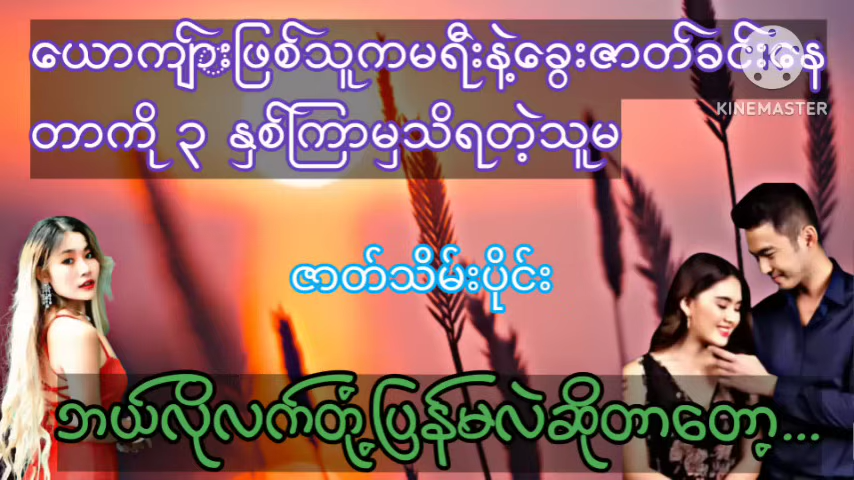 ယောကျာ်းဖြစ်သူကမရီးနဲ့ခွေးဇာတ်ခင်းနေ
တာကို ၃ နှစ်ကြာမှသိရတဲ့သူမ
KINEMASTER
ဇာတ်သိမ်းပိုင်း
ဘယ်လိုလက်တုံ့ပြန်မလဲဆိုတာတော့...